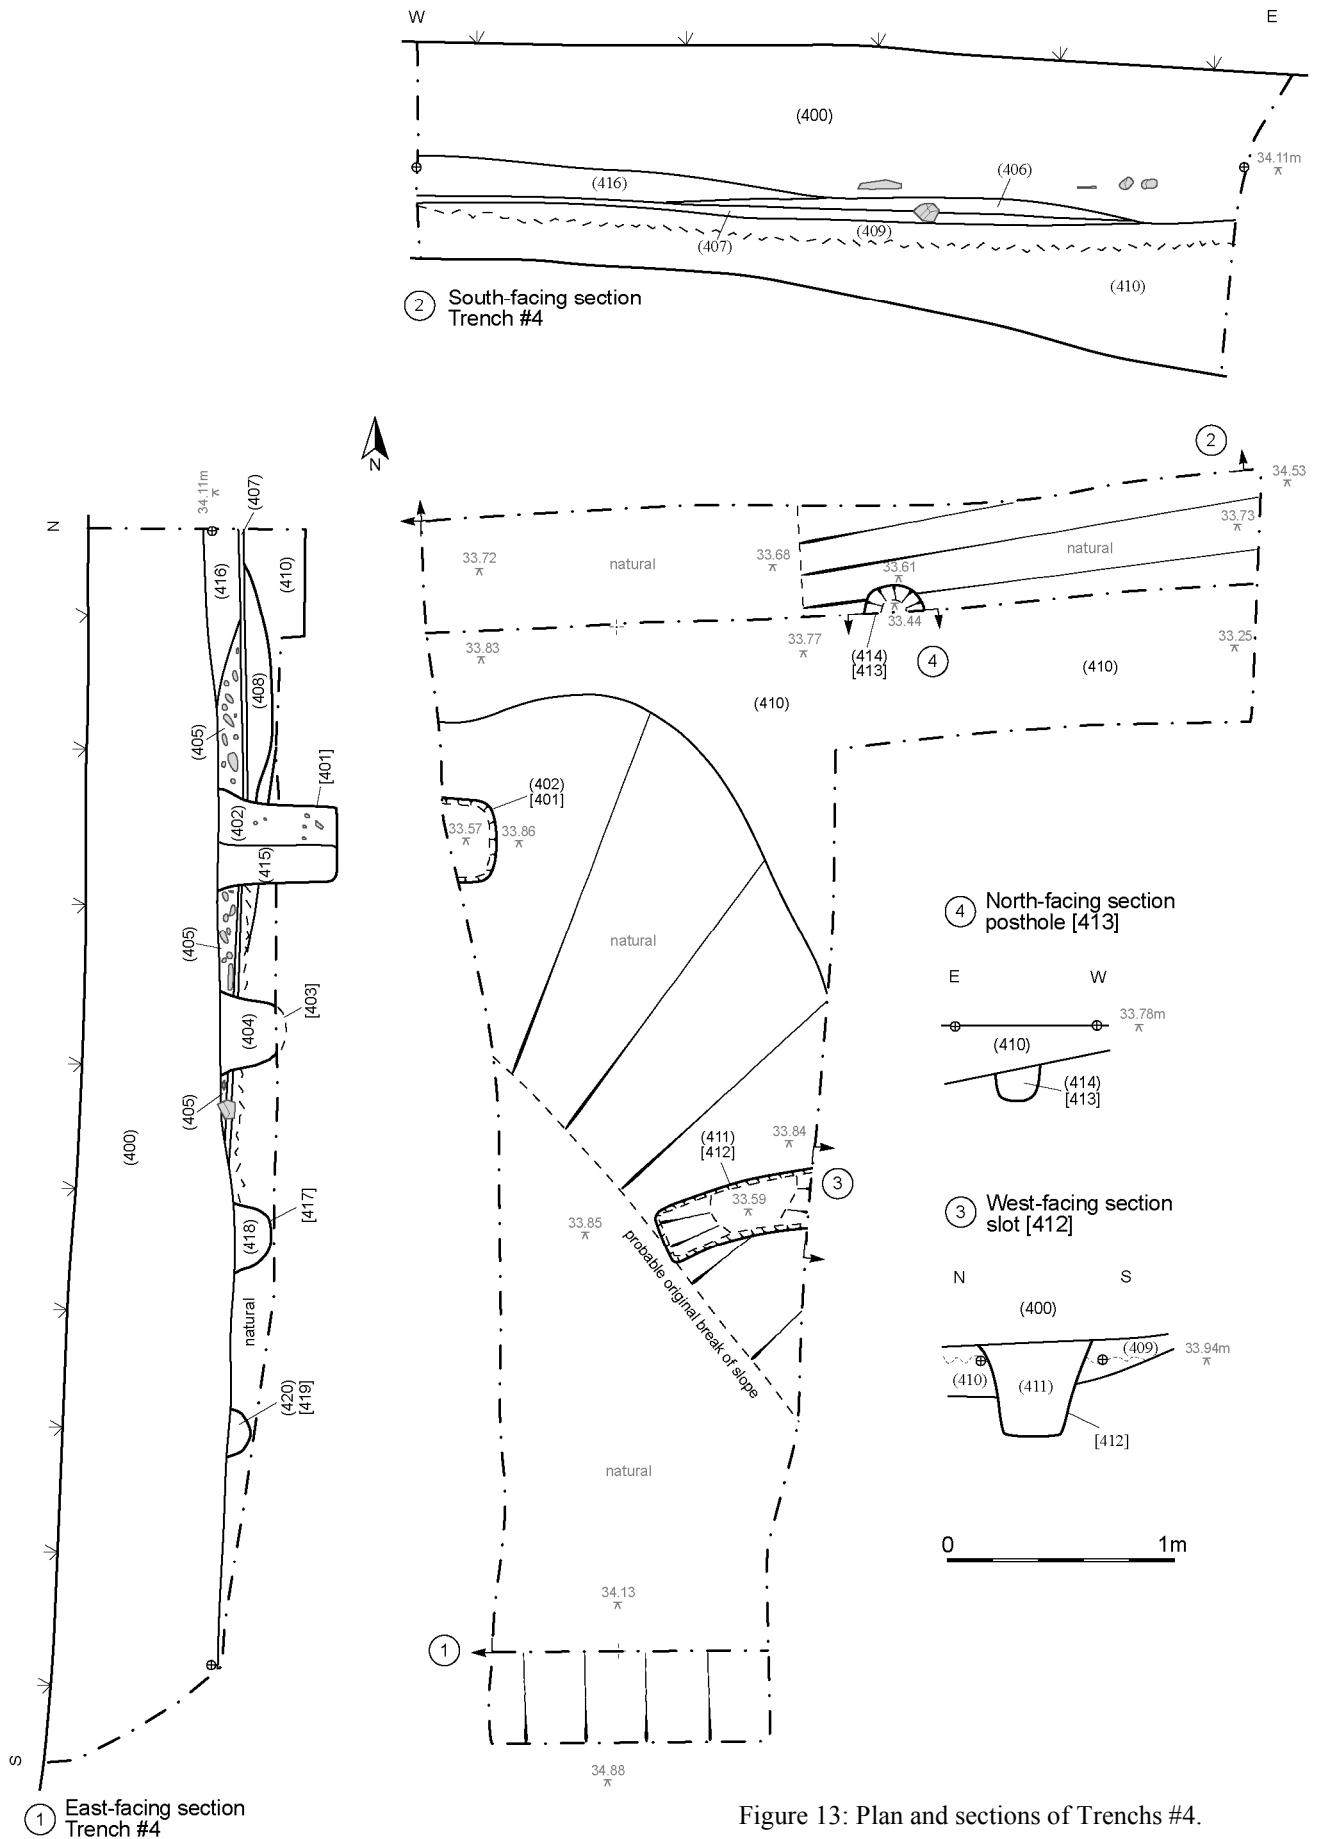 W
E
(400)
34.11m
(406)
(416)
(409)
(407)
(410)
2
South-facing section
Trench #4
N
2
34.53
N
34.11m
(407)
33.73
33.72
natural
33.68
natural
33.61
(416)
(410)
33.44
33.83
33.77
33.25
(414)
[413]
4
(408)
(410)
(410)
(405)
[401]
(402)
[401]
(402)
33.57
33.86
(415)
4
North-facing section
posthole [413]
(405)
natural
E
W
[403]
33.78m
(404)
(410)
(414)
[413]
(405)
(400)
33.84
(411)
[412]
3
33.59
3
West-facing section
slot [412]
[417]
(418)
33.85
probable original break of slope
N
S
(400)
natural
(409)
33.94m
(410)
(411)
(420)
[419]
[412]
natural
0
1m
34.13
1
S
34.88
1
East-facing section
Trench #4
Figure 13: Plan and sections of Trenchs #4.